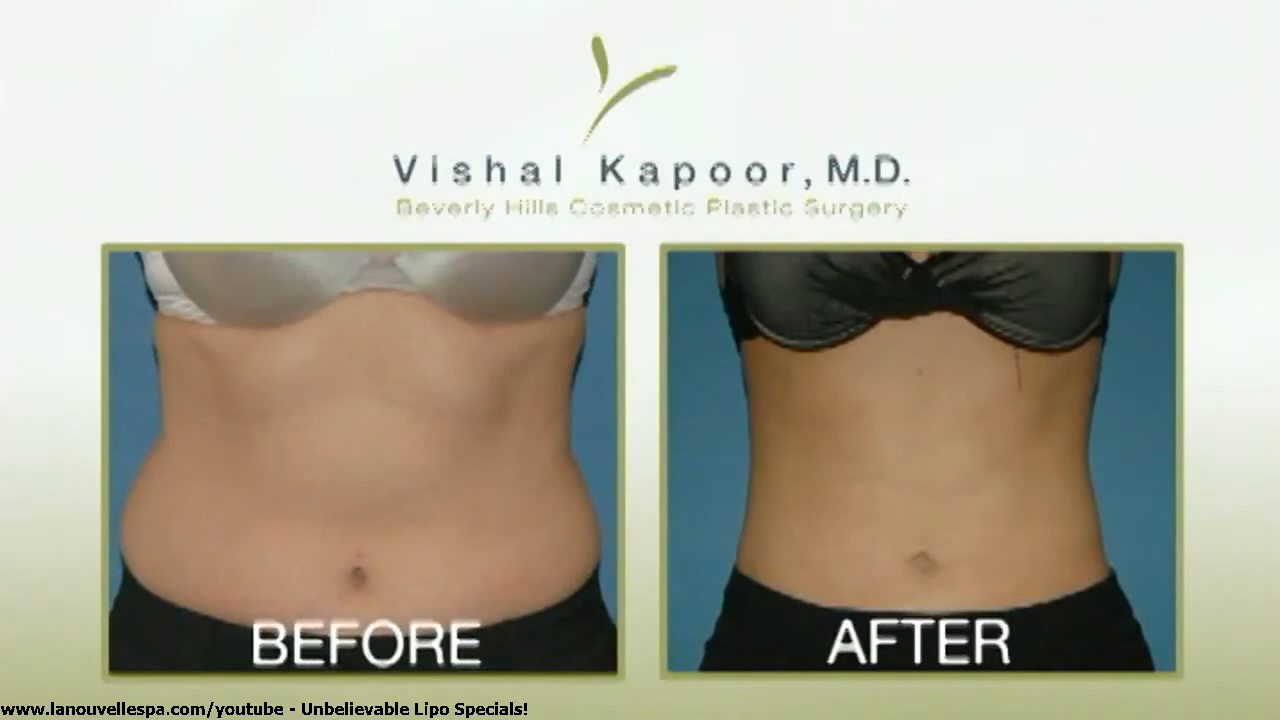 Vishal Kapoor, M.D.
Beverly Hills Cosmetic Plastic Surgery
BEFORE
AFTER
www.lanouvellespa.com/youtube - Unbelievable Lipo Specials!